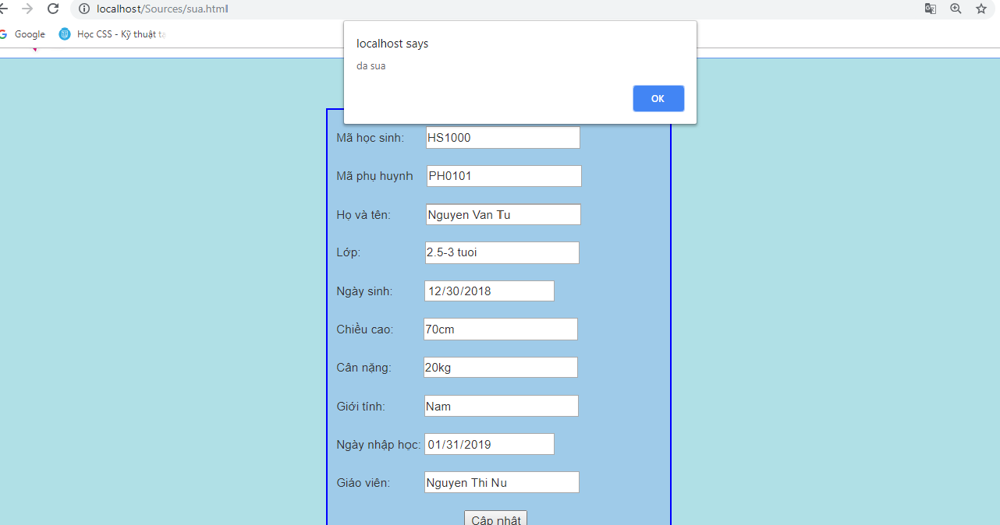 localhost/Sources/sua.html
Google Học CSS - Kỹ thuật
localhost says
da sua
OK
Mã học sinh: HS1000
Mã phụ huynh PH0101
Họ và tên: Nguyen Van Tu
Lớp: 2.5-3 tuoi
Ngày sinh: 12/30/2018
Chiều cao: 70cm
Cân nặng: 20kg
Giới tính: Nam
Ngày nhập học: 01/31/2019
Giáo viên: Nguyen Thi Nu
Cập nhật